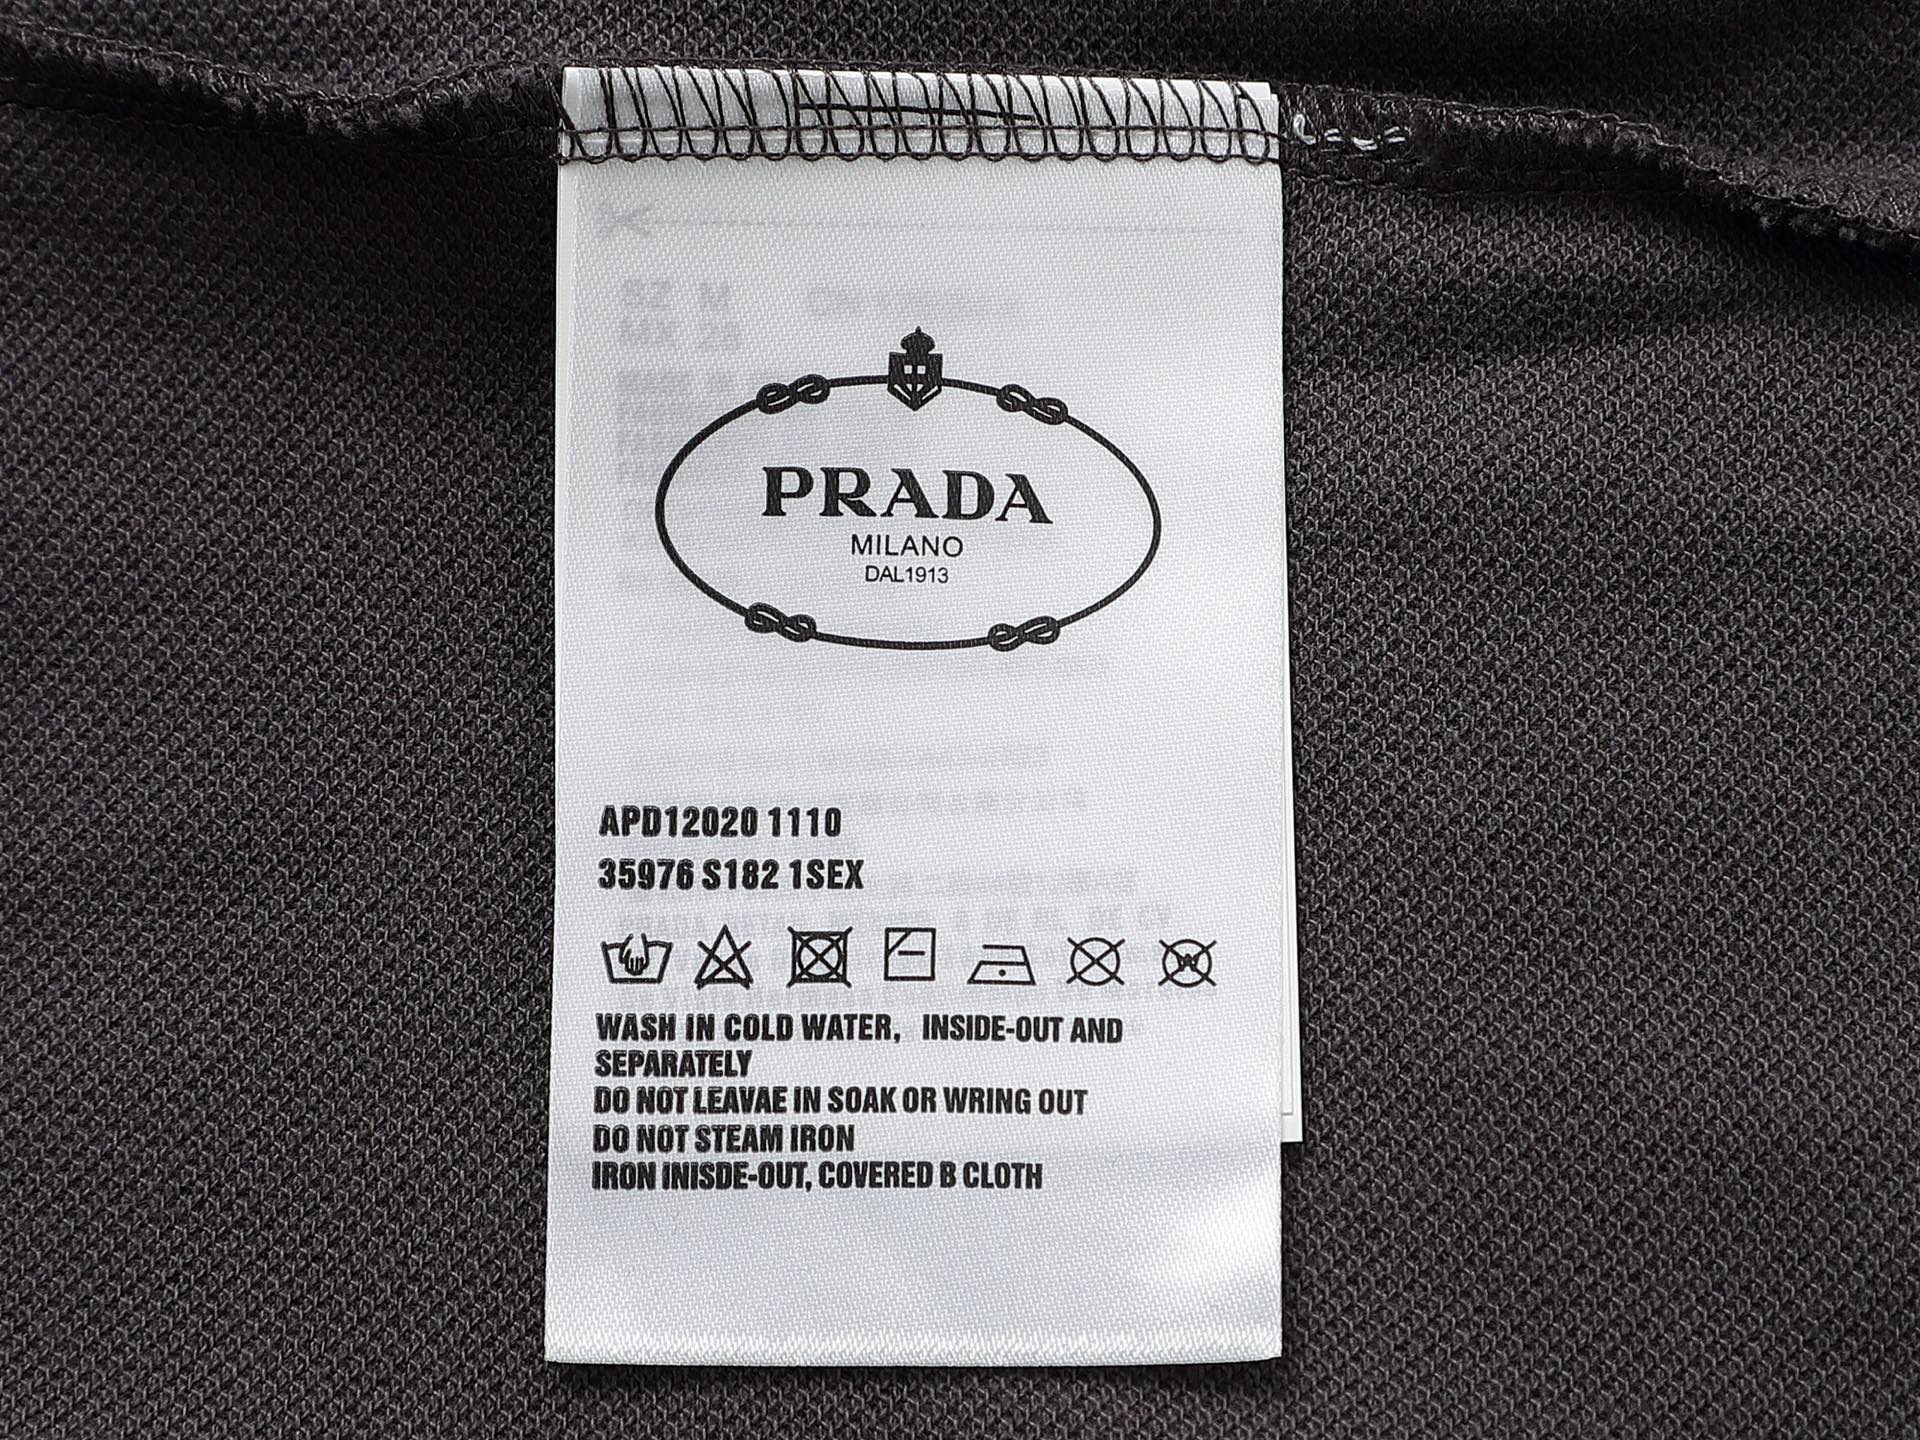 PRADA
MILANO
DAL1913
APD12020 1110
35976 S182 1SEX
W
WASH IN COLD WATER, INSIDE-OUT AND
SEPARATELY
DO NOT LEAVAE IN SOAK OR WRING OUT
DO NOT STEAM IRON
IRON INISDE-OUT, COVERED B CLOTH